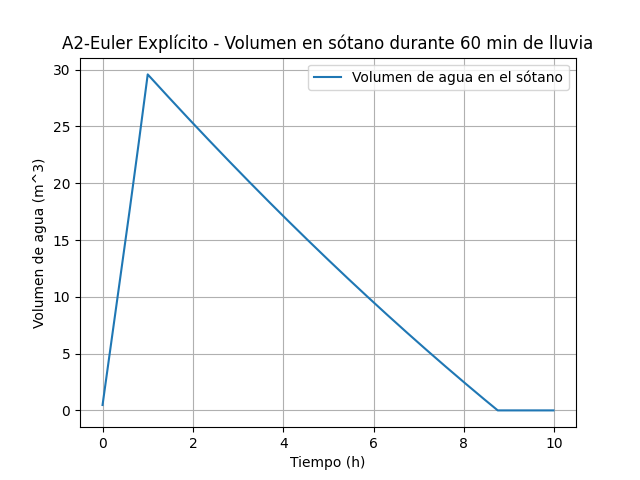 A2-Euler Explícito - Volumen en sótano durante 60 min de lluvia
Volumen de agua en el sótano
Volumen de agua (m^3)
30
25
20
15
10
5
0
0 2 4 6 8 10
Tiempo (h)